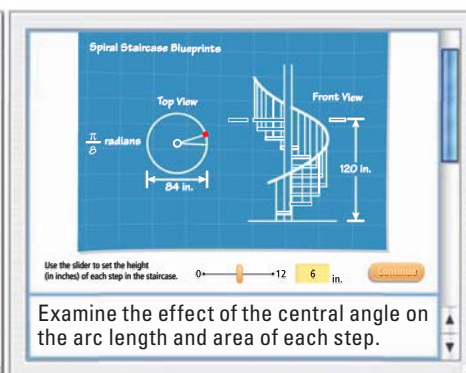 Spiral Staircase Blueprints
Top View
Front View
π/8 radians
84 in.
120 in.
Use the slider to set the height
(in inches) of each step in the staircase.
0 12 6 in. Continue
Examine the effect of the central angle on
the arc length and area of each step.